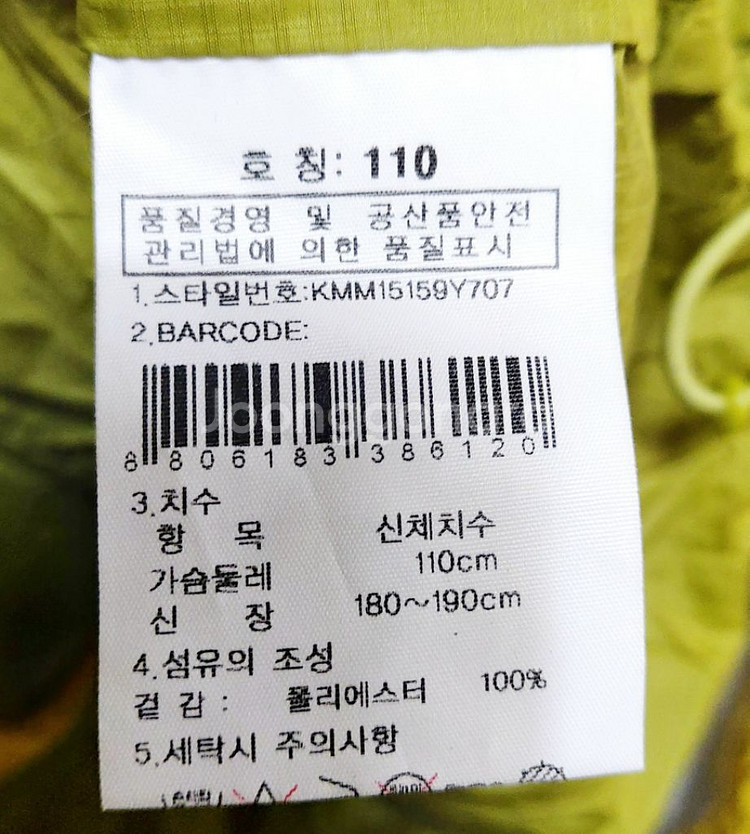 호 칭: 110
품질경영 및 공산품안전
관리법에 의한 품질표시
1.스타일번호:KMM15159Y707
2.BARCODE:
8 806183 386120
3.치수
항 목 신체치수
가슴둘레 110cm
신 장 180~190cm
4.섬유의 조성
겉 감 : 폴리에스터 100%
5.세탁시 주의사항